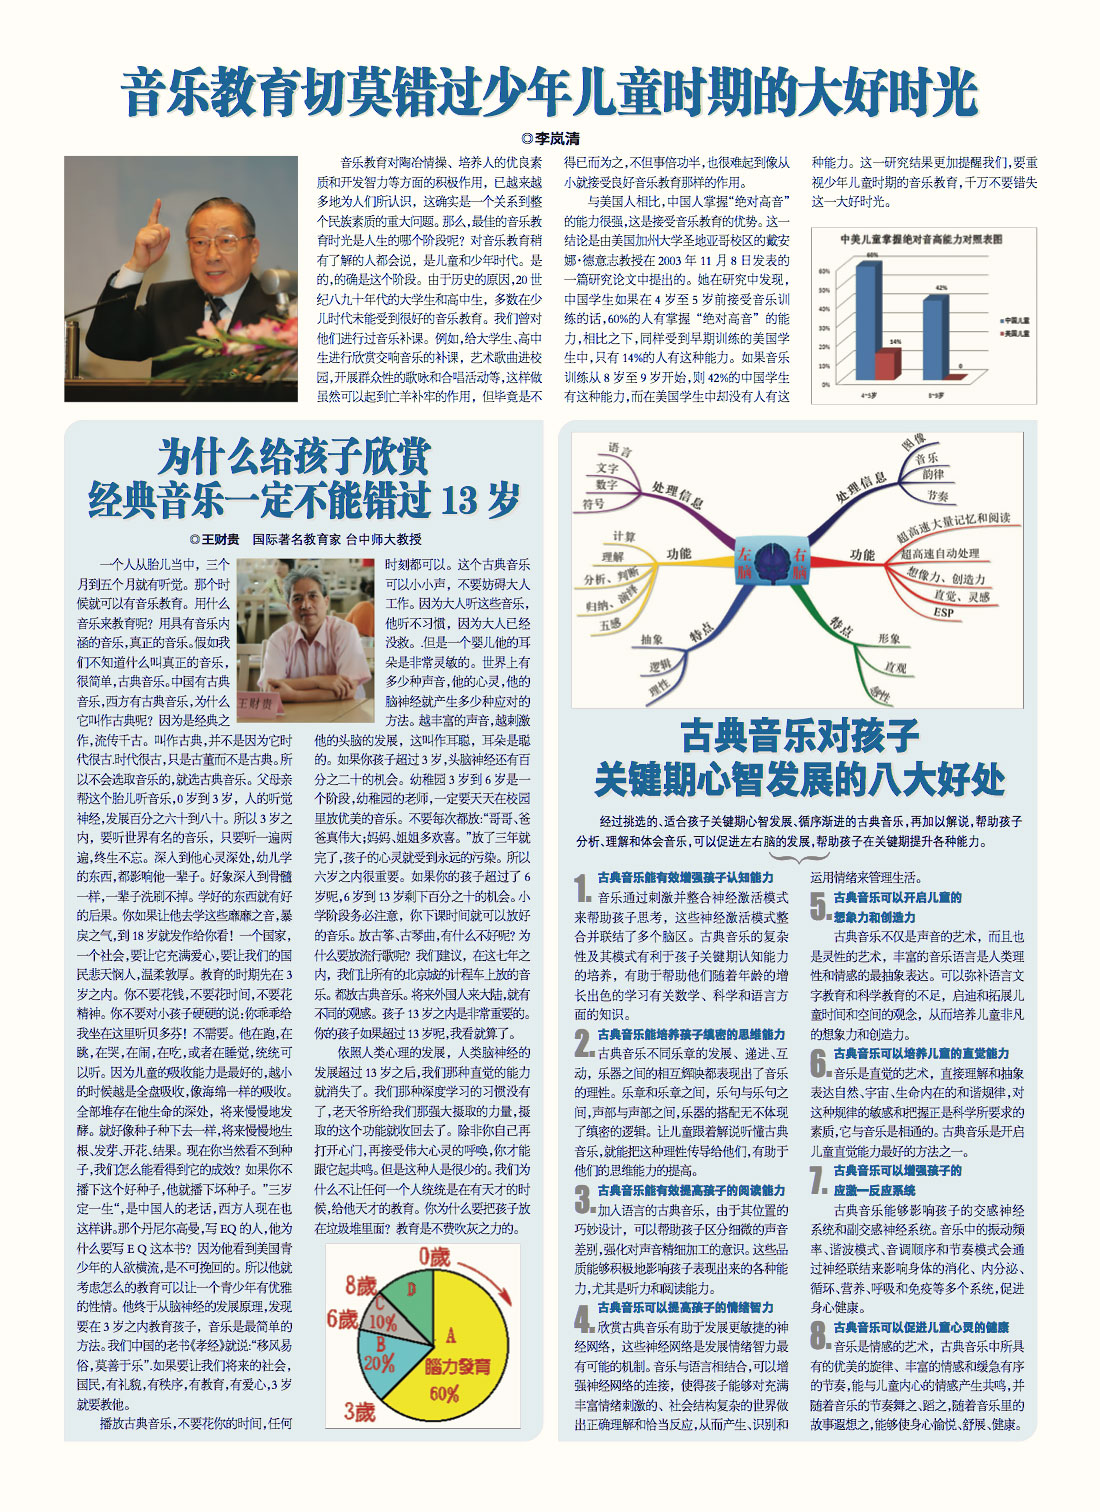 音乐教育切莫错过少年儿童时期的大好时光
◎李岚清
音乐教育对陶冶情操、培养人的优良素
质和开发智力等方面的积极作用，已越来越
多地为人们所认识，这确实是一个关系到整
个民族素质的重大问题。那么,最佳的音乐教
育时光是人生的哪个阶段呢？对音乐教育稍
有了解的人都会说，是儿童和少年时代。是
的,的确是这个阶段。由于历史的原因,20世
纪八九十年代的大学生和高中生，多数在少
儿时代未能受到很好的音乐教育。我们曾对
他们进行过音乐补课。例如,给大学生、高中
生进行欣赏交响音乐的补课，艺术歌曲进校
园,开展群众性的歌咏和合唱活动等,这样做
虽然可以起到亡羊补牢的作用，但毕竟是不
得已而为之,不但事倍功半,也很难起到像从
小就接受良好音乐教育那样的作用。
与美国人相比,中国人掌握“绝对高音”
的能力很强,这是接受音乐教育的优势。这一
结论是由美国加州大学圣地亚哥校区的戴安
娜·德意志教授在2003年11月8日发表的
一篇研究论文中提出的。她在研究中发现,
中国学生如果在4岁至5岁前接受音乐训
练的话,60%的人有掌握“绝对高音”的能
力,相比之下,同样受到早期训练的美国学
生中,只有14%的人有这种能力。如果音乐
训练从8岁至9岁开始,则42%的中国学生
有这种能力,而在美国学生中却没有人有这
种能力。这一研究结果更加提醒我们,要重
视少年儿童时期的音乐教育,千万不要错失
这一大好时光。
中美儿童掌握绝对音高能力对照表图
60%
60%
50%
40%
30%
20%
10%
0%
14%
42%
0
4~5岁
8~9岁
中国儿童
美国儿童
为什么给孩子欣赏
经典音乐一定不能错过13岁
◎王财贵 国际著名教育家 台中师大教授
一个人从胎儿当中，三个
月到五个月就有听觉。那个时
候就可以有音乐教育。用什么
音乐来教育呢？用具有音乐内
涵的音乐,真正的音乐。假如我
们不知道什么叫真正的音乐，
很简单,古典音乐。中国有古典
音乐,西方有古典音乐,为什么
它叫作古典呢？因为是经典之
作,流传千古。叫作古典,并不是因为它时
代很古.时代很古,只是古董而不是古典。所
以不会选取音乐的,就选古典音乐。父母亲
帮这个胎儿听音乐,0岁到3岁，人的听觉
神经,发展百分之六十到八十。所以3岁之
内，要听世界有名的音乐，只要听一遍两
遍,终生不忘。深入到他心灵深处,幼儿学
的东西,都影响他一辈子。好象深入到骨髓
一样,一辈子洗刷不掉。学好的东西就有好
的后果。你如果让他去学这些靡靡之音,暴
戾之气,到18岁就发作给你看！一个国家,
一个社会,要让它充满爱心,要让我们的国
民悲天悯人,温柔敦厚。教育的时期先在3
岁之内。你不要花钱,不要花时间,不要花
精神。你不要对小孩子硬硬的说:你乖乖给
我坐在这里听贝多芬！不需要。他在跑,在
跳,在哭,在闹,在吃,或者在睡觉,统统可
以听。因为儿童的吸收能力是最好的,越小
的时候越是全盘吸收,像海绵一样的吸收。
全部堆存在他生命的深处，将来慢慢地发
酵。就好像种子种下去一样,将来慢慢地生
根、发芽、开花、结果。现在你当然看不到种
子,我们怎么能看得到它的成效？如果你不
播下这个好种子,他就播下坏种子。”三岁
定一生“,是中国人的老话,西方人现在也
这样讲。那个丹尼尔高曼,写EQ的人,他为
什么要写EQ这本书？因为他看到美国青
少年的人欲横流,是不可挽回的。所以他就
考虑怎么的教育可以让一个青少年有优雅
的性情。他终于从脑神经的发展原理,发现
要在3岁之内教育孩子，音乐是最简单的
方法。我们中国的老书《孝经》就说:“移风易
俗,莫善于乐”.如果要让我们将来的社会,
国民,有礼貌,有秩序,有教育,有爱心,3岁
就要教他。
播放古典音乐,不要花你的时间,任何
时刻都可以。这个古典音乐
可以小小声，不要妨碍大人
工作。因为大人听这些音乐,
他听不习惯，因为大人已经
没救。.但是一个婴儿他的耳
朵是非常灵敏的。世界上有
多少种声音,他的心灵,他的
脑神经就产生多少种应对的
方法。越丰富的声音,越刺激
他的头脑的发展，这叫作耳聪，耳朵是聪
的。如果你孩子超过3岁,头脑神经还有百
分之二十的机会。幼稚园3岁到6岁是一
个阶段,幼稚园的老师,一定要天天在校园
里放优美的音乐。不要每次都放:“哥哥、爸
爸真伟大;妈妈、姐姐多欢喜。”放了三年就
完了,孩子的心灵就受到永远的污染。所以
六岁之内很重要。如果你的孩子超过了6
岁呢,6岁到13岁剩下百分之十的机会。小
学阶段务必注意，你下课时间就可以放好
的音乐。放古筝、古琴曲,有什么不好呢？为
什么要放流行歌呢？我们建议，在这七年之
内，我们让所有的北京城的计程车上放的音
乐。都放古典音乐。将来外国人来大陆,就有
不同的观感。孩子13岁之内是非常重要的。
你的孩子如果超过13岁呢,我看就算了。
依照人类心理的发展，人类脑神经的
发展超过13岁之后,我们那种直觉的能力
就消失了。我们那种深度学习的习惯没有
了,老天爷所给我们那强大摄取的力量,摄
取的这个功能就收回去了。除非你自己再
打开心门,再接受伟大心灵的呼唤,你才能
跟它起共鸣。但是这种人是很少的。我们为
什么不让任何一个人统统是在有天才的时
候,给他天才的教育。你为什么要把孩子放
在垃圾堆里面？教育是不费吹灰之力的。
王财贵
0歲
8歲
6歲
3歲
D
C
10%
B
20%
A
腦力發育
60%
语言
文字
数字
符号
处理信息
计算
理解
分析、判断
归纳、演绎
五感
功能
抽象
逻辑
理性
特点
左脑
右脑
处理信息
图像
音乐
韵律
节奏
功能
超高速大量记忆和阅读
超高速自动处理
想像力、创造力
直觉、灵感
ESP
特点
形象
直观
感性
古典音乐对孩子
关键期心智发展的八大好处
经过挑选的、适合孩子关键期心智发展、循序渐进的古典音乐,再加以解说,帮助孩子
分析、理解和体会音乐,可以促进左右脑的发展,帮助孩子在关键期提升各种能力。
1.古典音乐能有效增强孩子认知能力
音乐通过刺激并整合神经激活模式
来帮助孩子思考，这些神经激活模式整
合并联结了多个脑区。古典音乐的复杂
性及其模式有利于孩子关键期认知能力
的培养，有助于帮助他们随着年龄的增
长出色的学习有关数学、科学和语言方
面的知识。
2.古典音乐能培养孩子缜密的思维能力
古典音乐不同乐章的发展、递进、互
动，乐器之间的相互辉映都表现出了音乐
的理性。乐章和乐章之间，乐句与乐句之
间,声部与声部之间,乐器的搭配无不体现
了缜密的逻辑。让儿童跟着解说听懂古典
音乐,就能把这种理性传导给他们,有助于
他们的思维能力的提高。
3.古典音乐能有效提高孩子的阅读能力
加入语言的古典音乐，由于其位置的
巧妙设计，可以帮助孩子区分细微的声音
差别,强化对声音精细加工的意识。这些品
质能够积极地影响孩子表现出来的各种能
力,尤其是听力和阅读能力。
4.古典音乐可以提高孩子的情绪智力
欣赏古典音乐有助于发展更敏捷的神
经网络，这些神经网络是发展情绪智力最
有可能的机制。音乐与语言相结合,可以增
强神经网络的连接，使得孩子能够对充满
丰富情绪刺激的、社会结构复杂的世界做
出正确理解和恰当反应,从而产生、识别和
运用情绪来管理生活。
5.古典音乐可以开启儿童的
想象力和创造力
古典音乐不仅是声音的艺术，而且也
是灵性的艺术，丰富的音乐语言是人类理
性和情感的最抽象表达。可以弥补语言文
字教育和科学教育的不足，启迪和拓展儿
童时间和空间的观念，从而培养儿童非凡
的想象力和创造力。
6.古典音乐可以培养儿童的直觉能力
音乐是直觉的艺术，直接理解和抽象
表达自然、宇宙、生命内在的和谐规律,对
这种规律的敏感和把握正是科学所要求的
素质,它与音乐是相通的。古典音乐是开启
儿童直觉能力最好的方法之一。
7.古典音乐可以增强孩子的
应激—反应系统
古典音乐能够影响孩子的交感神经
系统和副交感神经系统。音乐中的振动频
率、谐波模式、音调顺序和节奏模式会通
过神经联结来影响身体的消化、内分泌、
循环、营养、呼吸和免疫等多个系统,促进
身心健康。
8.古典音乐可以促进儿童心灵的健康
音乐是情感的艺术，古典音乐中所具
有的优美的旋律、丰富的情感和缓急有序
的节奏,能与儿童内心的情感产生共鸣,并
随着音乐的节奏舞之、蹈之,随着音乐里的
故事遐想之,能够使身心愉悦、舒展、健康。